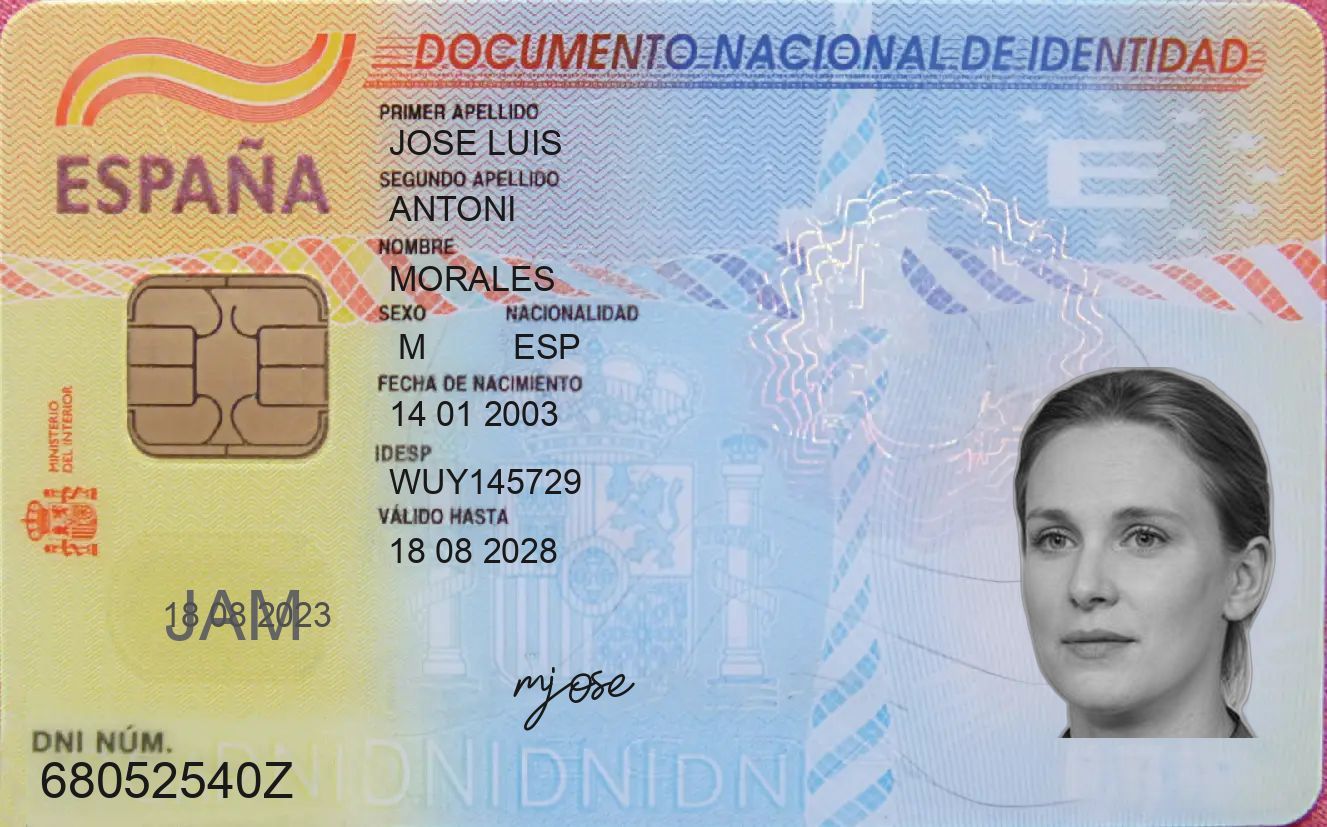 DOCUMENTO NACIONAL DE IDENTIDAD
ESPAÑA
PRIMER APELLIDO
JOSE LUIS
SEGUNDO APELLIDO
ANTONI
NOMBRE
MORALES
SEXO NACIONALIDAD
M ESP
FECHA DE NACIMIENTO
14 01 2003
IDESP
WUY145729
VÁLIDO HASTA
18 08 2028
MINISTERIO
DEL INTERIOR
E
JAM
18 08 2023
mjose
DNI NÚM.
68052540Z
DNIDNIDNIDNI